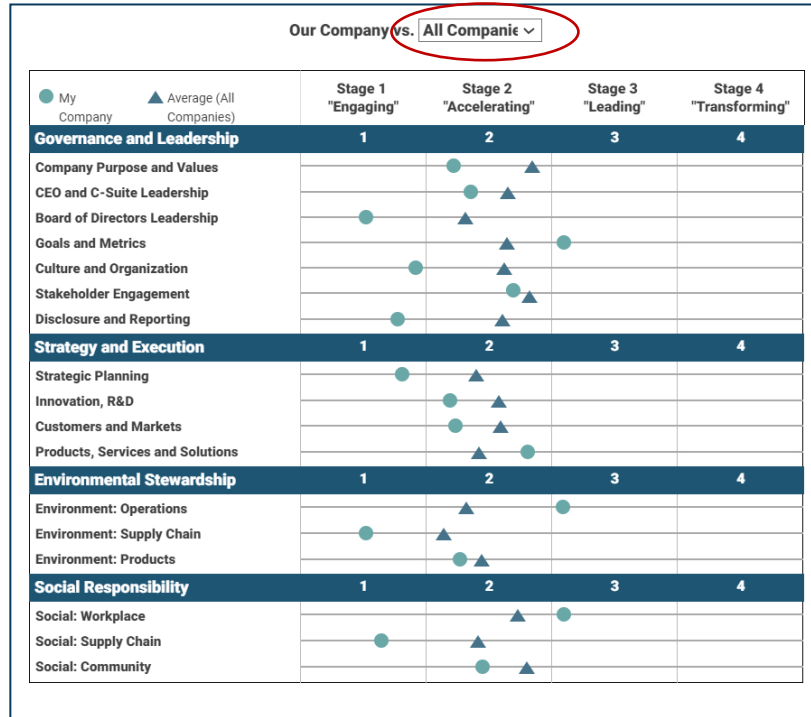 Our Company vs. All Companie
My Company
Average (All Companies)
Stage 1 "Engaging"
Stage 2 "Accelerating"
Stage 3 "Leading"
Stage 4 "Transforming"
Governance and Leadership 1 2 3 4
Company Purpose and Values
CEO and C-Suite Leadership
Board of Directors Leadership
Goals and Metrics
Culture and Organization
Stakeholder Engagement
Disclosure and Reporting
Strategy and Execution 1 2 3 4
Strategic Planning
Innovation, R&D
Customers and Markets
Products, Services and Solutions
Environmental Stewardship 1 2 3 4
Environment: Operations
Environment: Supply Chain
Environment: Products
Social Responsibility 1 2 3 4
Social: Workplace
Social: Supply Chain
Social: Community